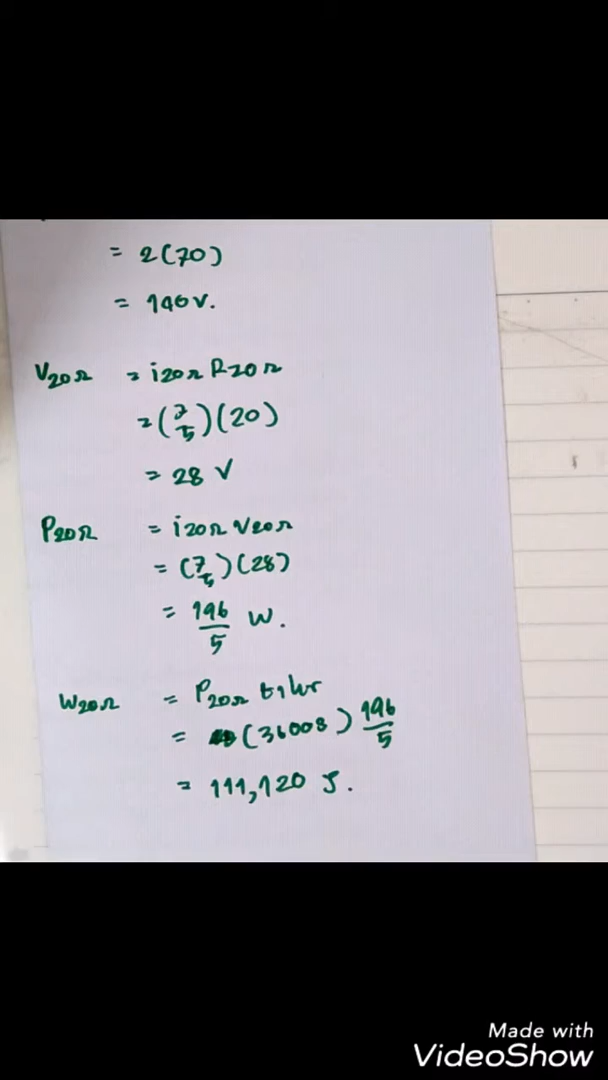 = 2(70)
= 140 V.
V20Ω = i20Ω R20Ω
= (7/5)(20)
= 28 V
P20Ω = i20Ω V20Ω
= (7/5)(28)
= 196/5 W.
W20Ω = P20Ω t1hr
= (3600s) 196/5
= 111,120 J.
Made with
VideoShow